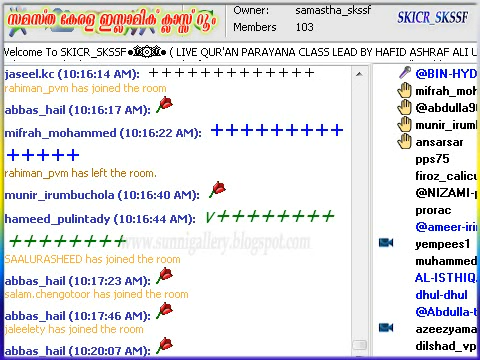 സമസ്ത കേരള ഇസ്ലാമിക് ക്ലാസ്സ് റൂം
Owner: samastha_skssf
Members 103
SKICR_SKSSF
Welcome To SKICR_SKSSF ( LIVE QUR'AN PARAYANA CLASS LEAD BY HAFID ASHRAF ALI U
jaseel.kc (10:16:14 AM): +++++++++++++
rahiman_pvm has joined the room
abbas_hail (10:16:17 AM):
mifrah_mohammed (10:16:22 AM): ++++++++++
+++++
rahiman_pvm has left the room.
munir_irumbuchola (10:16:40 AM):
hameed_pulintady (10:16:44 AM): V++++++++
++++++++
www.sunnigallery.blogspot.com
SAALURASHEED has joined the room
abbas_hail (10:17:23 AM):
salam.chengotoor has joined the room
abbas_hail (10:17:46 AM):
jaleelety has joined the room
abbas_hail (10:20:07 AM):
@BIN-HYD
mifrah_moh
@abdulla90
munir_irumb
ansarsar
pps75
firoz_calicu
@NIZAMI-p
prorac
@ameer-irin
yempees1
muhammad
AL-ISTHIQA
dhul-dhul
@Abdulla-t
azeezyama
dilshad_vp